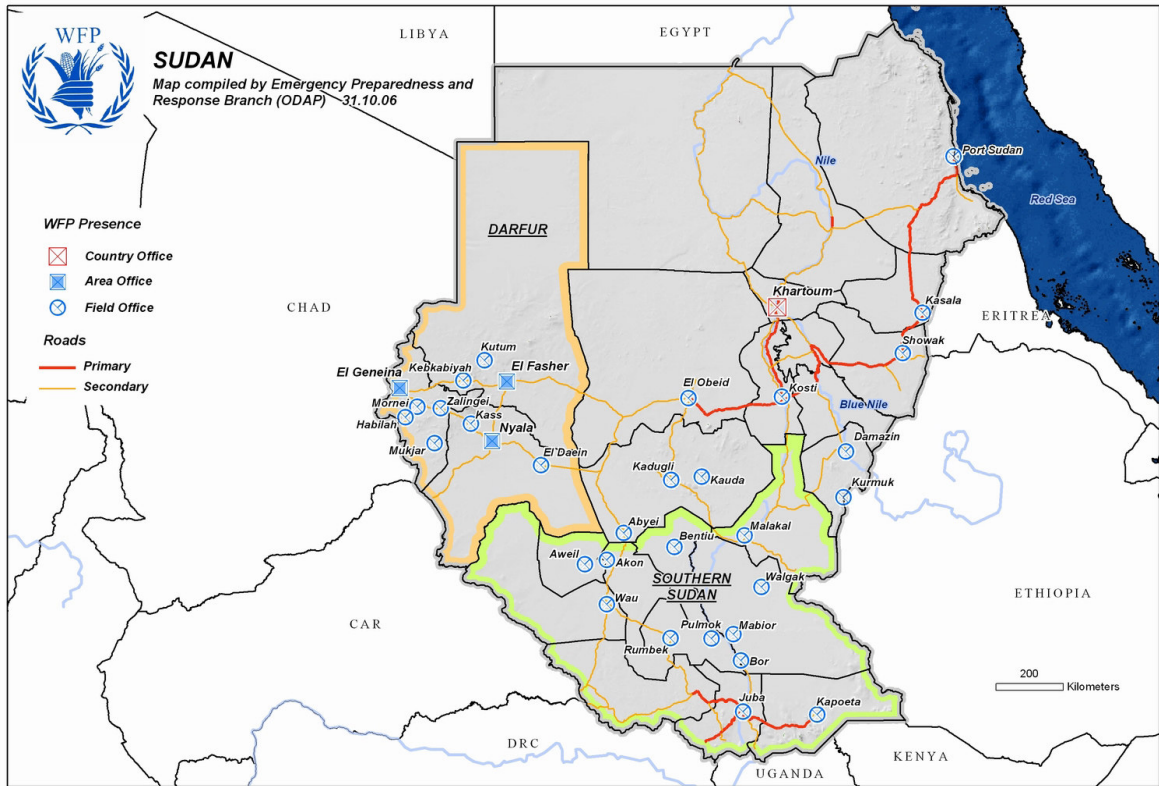 WFP
SUDAN
Map compiled by Emergency Preparedness and
Response Branch (ODAP) 31.10.06
LIBYA
EGYPT
Port Sudan
Nile
Red Sea
WFP Presence
Country Office
Area Office
Field Office
Roads
Primary
Secondary
DARFUR
CHAD
Khartoum
Kasala
ERITREA
Showak
Kutum
Kebkabiyah
El Geneina
El Fasher
El Obeid
Kosti
Mornei
Zalingei
Habilah
Kass
Blue Nile
Nyala
Mukjar
Damazin
El`Daein
Kadugli
Kauda
Kurmuk
Abyei
Malakal
Bentiu
Aweil
Akon
SOUTHERN
SUDAN
Walgak
ETHIOPIA
Wau
CAR
Pulmok
Mabior
Rumbek
Bor
200
Kilometers
Juba
Kapoeta
DRC
KENYA
UGANDA